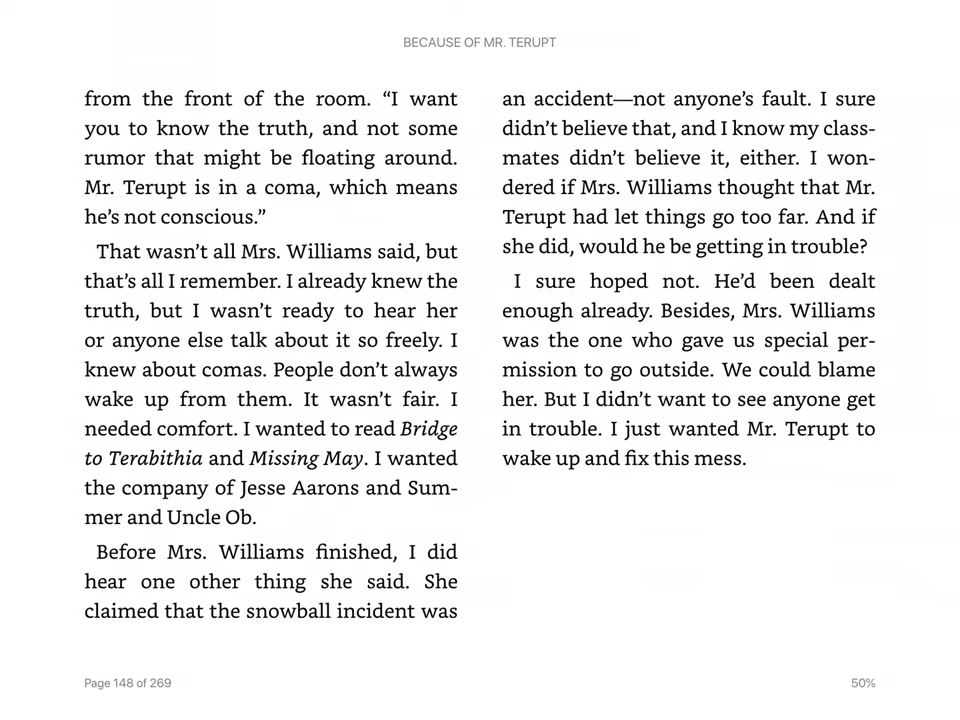 BECAUSE OF MR. TERUPT
from the front of the room. “I want
you to know the truth, and not some
rumor that might be floating around.
Mr. Terupt is in a coma, which means
he’s not conscious.”
That wasn’t all Mrs. Williams said, but
that’s all I remember. I already knew the
truth, but I wasn’t ready to hear her
or anyone else talk about it so freely. I
knew about comas. People don’t always
wake up from them. It wasn’t fair. I
needed comfort. I wanted to read Bridge
to Terabithia and Missing May. I wanted
the company of Jesse Aarons and Sum-
mer and Uncle Ob.
Before Mrs. Williams finished, I did
hear one other thing she said. She
claimed that the snowball incident was
an accident—not anyone’s fault. I sure
didn’t believe that, and I know my class-
mates didn’t believe it, either. I won-
dered if Mrs. Williams thought that Mr.
Terupt had let things go too far. And if
she did, would he be getting in trouble?
I sure hoped not. He’d been dealt
enough already. Besides, Mrs. Williams
was the one who gave us special per-
mission to go outside. We could blame
her. But I didn’t want to see anyone get
in trouble. I just wanted Mr. Terupt to
wake up and fix this mess.
Page 148 of 269
50%